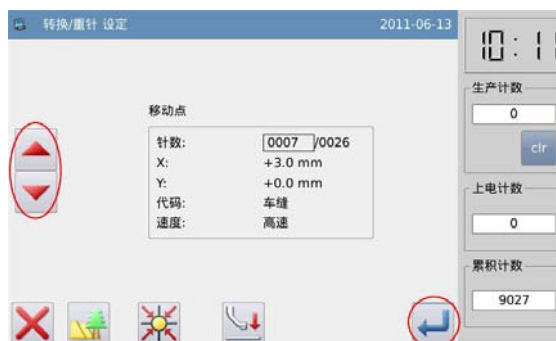 转换/重针 设定 2011-06-13
生产计数
0
clr
上电计数
0
累积计数
9027
移动点
针数: 0007 /0026
X: +3.0 mm
Y: +0.0 mm
代码: 车缝
速度: 高速